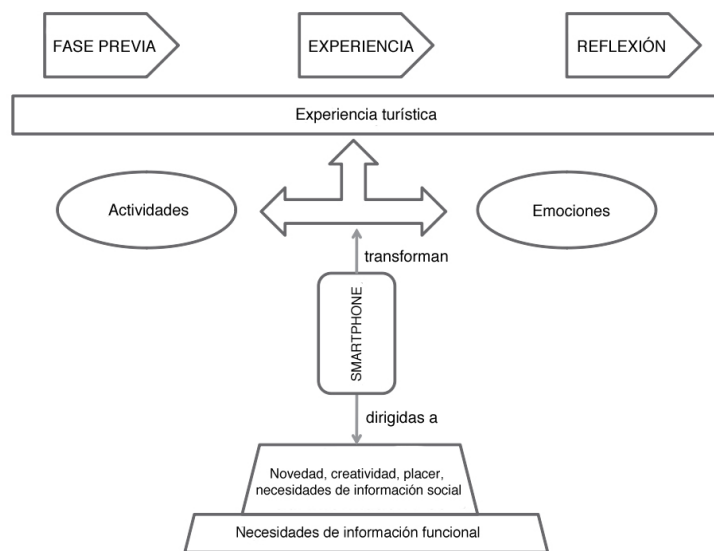 FASE PREVIA
EXPERIENCIA
REFLEXIÓN
Experiencia turística
Actividades
Emociones
transforman
SMARTPHONE
dirigidas a
Novedad, creatividad, placer,
necesidades de información social
Necesidades de información funcional